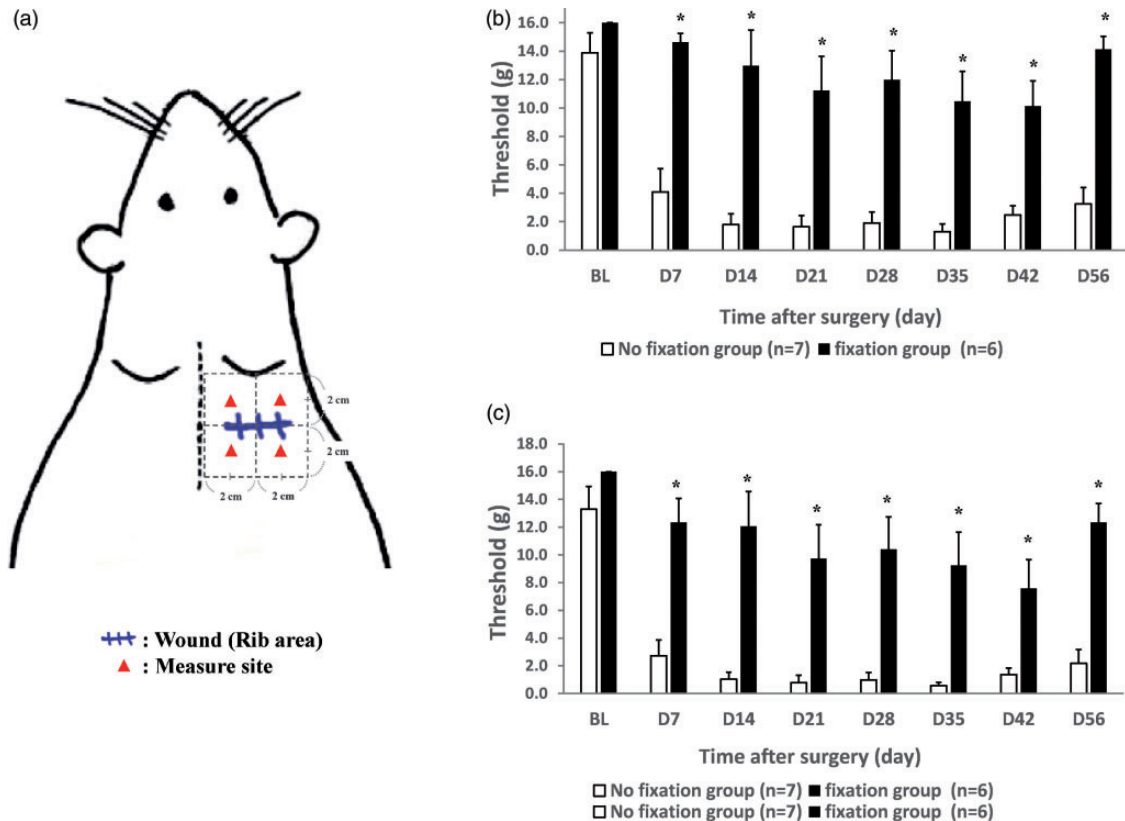 (a)
2 cm
2 cm
2 cm 2 cm
: Wound (Rib area)
: Measure site
(b)
Threshold (g)
16.0
14.0
12.0
10.0
8.0
6.0
4.0
2.0
0.0
* * * * * * *
BL D7 D14 D21 D28 D35 D42 D56
Time after surgery (day)
No fixation group (n=7) fixation group (n=6)
(c)
Threshold (g)
18.0
16.0
14.0
12.0
10.0
8.0
6.0
4.0
2.0
0.0
* * * * * * *
BL D7 D14 D21 D28 D35 D42 D56
Time after surgery (day)
No fixation group (n=7) fixation group (n=6)
No fixation group (n=7) fixation group (n=6)